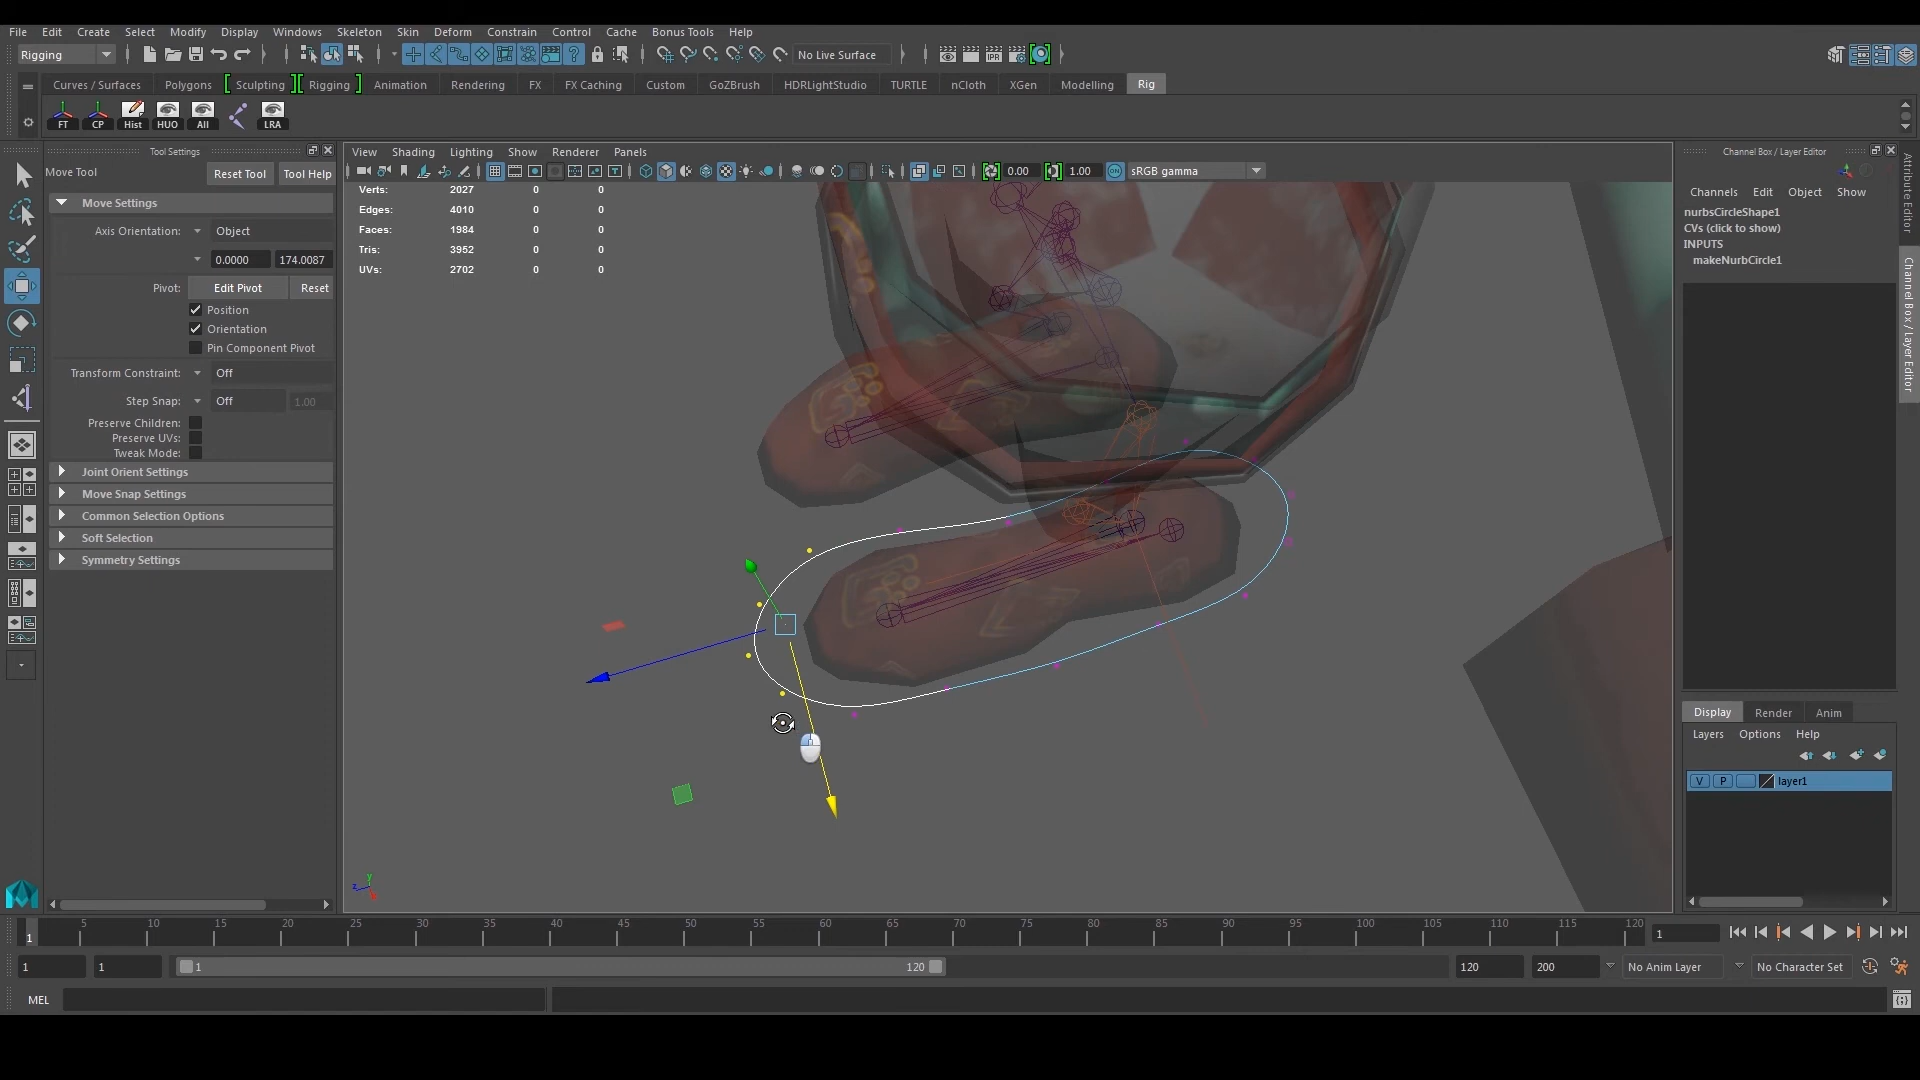 File Edit Create Select Modify Display Windows Skeleton Skin Deform Constrain Control Cache Bonus Tools Help
Rigging No Live Surface
Curves / Surfaces Polygons Sculpting Rigging Animation Rendering FX FX Caching Custom GoZBrush HDRLightStudio TURTLE nCloth XGen Modelling Rig
FT CP Hist HUO All LRA
Tool Settings
Move Tool Reset Tool Tool Help
Move Settings
Axis Orientation: Object
0.0000 174.0087
Pivot: Edit Pivot Reset
Position
Orientation
Pin Component Pivot
Transform Constraint: Off
Step Snap: Off 1.00
Preserve Children:
Preserve UVs:
Tweak Mode:
Joint Orient Settings
Move Snap Settings
Common Selection Options
Soft Selection
Symmetry Settings
View Shading Lighting Show Renderer Panels
0.00 1.00 ON sRGB gamma
Verts: 2027 0 0
Edges: 4010 0 0
Faces: 1984 0 0
Tris: 3952 0 0
UVs: 2702 0 0
y
z
Channel Box / Layer Editor
Channels Edit Object Show
nurbsCircleShape1
CVs (click to show)
INPUTS
makeNurbCircle1
Attribute Editor
Channel Box / Layer Editor
Display Render Anim
Layers Options Help
V P layer1
1 5 10 15 20 25 30 35 40 45 50 55 60 65 70 75 80 85 90 95 100 105 110 115 120 1
1 1 1 120 120 200 No Anim Layer No Character Set
MEL